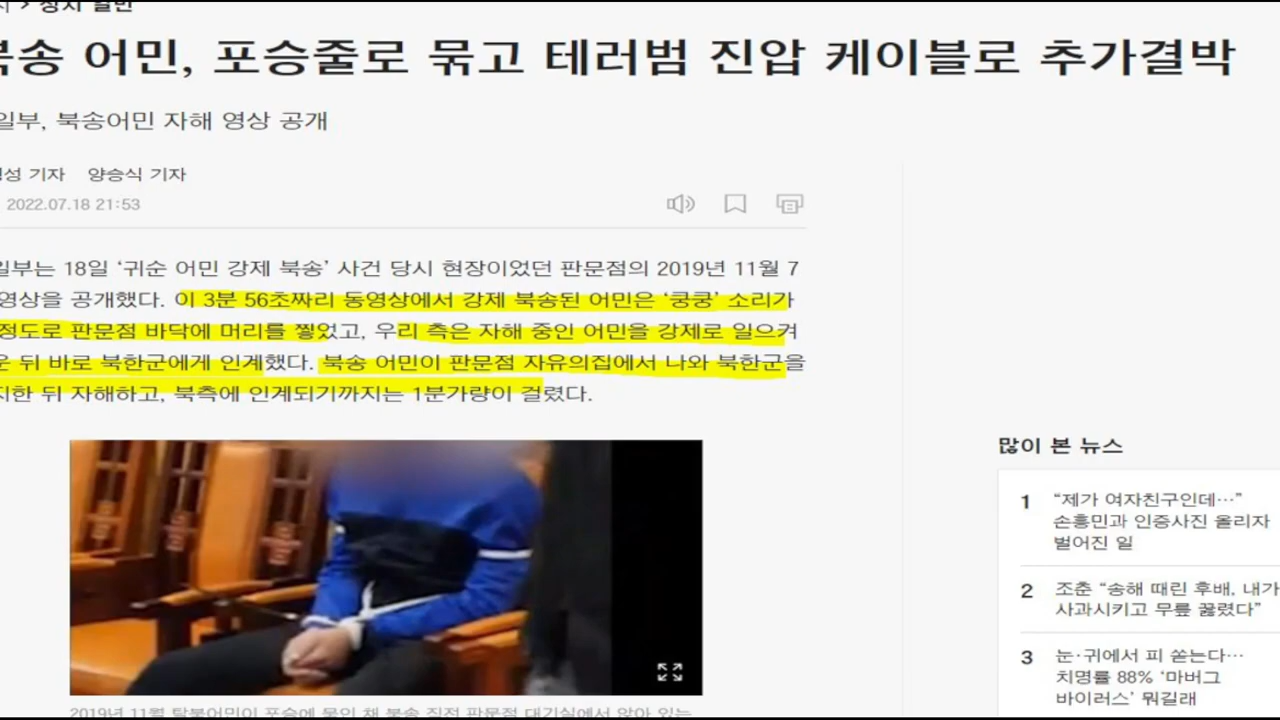 정치 일반
북송 어민, 포승줄로 묶고 테러범 진압 케이블로 추가결박
일부, 북송어민 자해 영상 공개
성 기자 양승식 기자
2022.07.18 21:53
일부는 18일 ‘귀순 어민 강제 북송’ 사건 당시 현장이었던 판문점의 2019년 11월 7
영상을 공개했다. 이 3분 56초짜리 동영상에서 강제 북송된 어민은 ‘쿵쿵’ 소리가
정도로 판문점 바닥에 머리를 찧었고, 우리 측은 자해 중인 어민을 강제로 일으켜
운 뒤 바로 북한군에게 인계했다. 북송 어민이 판문점 자유의집에서 나와 북한군을
지한 뒤 자해하고, 북측에 인계되기까지는 1분가량이 걸렸다.
2019년 11월 탈북어민이 포승에 묶인 채 북송 직전 판문점 대기실에서 앉아 있는
많이 본 뉴스
1 “제가 여자친구인데…”
손흥민과 인증사진 올리자
벌어진 일
2 조춘 “송해 때린 후배, 내가
사과시키고 무릎 꿇렸다”
3 눈·귀에서 피 쏟는다…
치명률 88% ‘마버그
바이러스’ 뭐길래